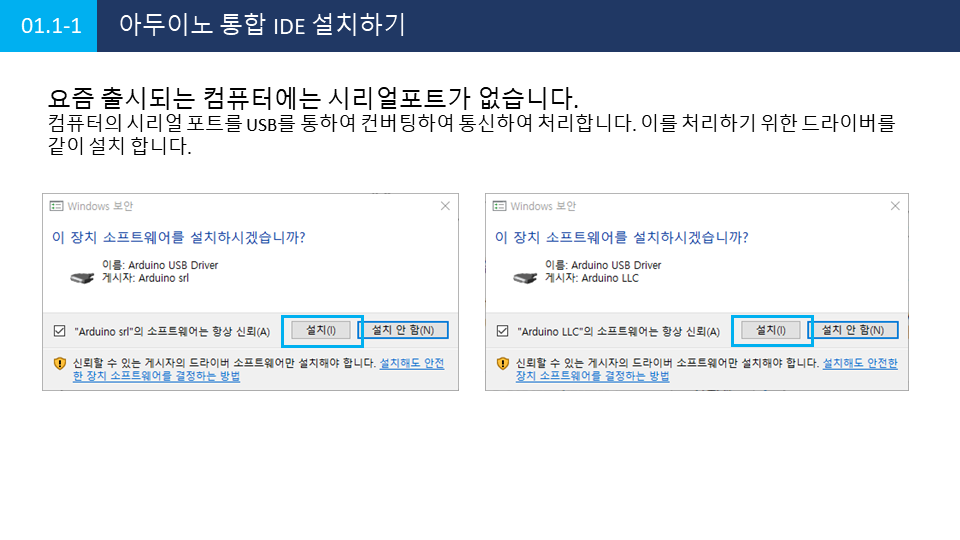 01.1-1
아두이노 통합 IDE 설치하기
요즘 출시되는 컴퓨터에는 시리얼포트가 없습니다.
컴퓨터의 시리얼 포트를 USB를 통하여 컨버팅하여 통신하여 처리합니다. 이를 처리하기 위한 드라이버를
같이 설치 합니다.
Windows 보안
이 장치 소프트웨어를 설치하시겠습니까?
이름: Arduino USB Driver
게시자: Arduino srl
"Arduino srl"의 소프트웨어는 항상 신뢰(A)
설치(I)
설치 안 함(N)
신뢰할 수 있는 게시자의 드라이버 소프트웨어만 설치해야 합니다. 설치해도 안전
한 장치 소프트웨어를 결정하는 방법
Windows 보안
이 장치 소프트웨어를 설치하시겠습니까?
이름: Arduino USB Driver
게시자: Arduino LLC
"Arduino LLC"의 소프트웨어는 항상 신뢰(A)
설치(I)
설치 안 함(N)
신뢰할 수 있는 게시자의 드라이버 소프트웨어만 설치해야 합니다. 설치해도 안전한
장치 소프트웨어를 결정하는 방법